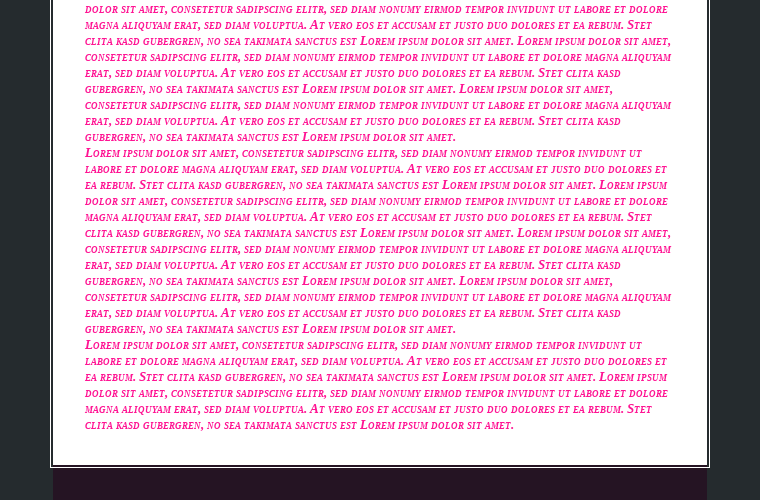 dolor sit amet, consetetur sadipscing elitr, sed diam nonumy eirmod tempor invidunt ut labore et dolore
magna aliquyam erat, sed diam voluptua. At vero eos et accusam et justo duo dolores et ea rebum. Stet
clita kasd gubergren, no sea takimata sanctus est Lorem ipsum dolor sit amet. Lorem ipsum dolor sit amet,
consetetur sadipscing elitr, sed diam nonumy eirmod tempor invidunt ut labore et dolore magna aliquyam
erat, sed diam voluptua. At vero eos et accusam et justo duo dolores et ea rebum. Stet clita kasd
gubergren, no sea takimata sanctus est Lorem ipsum dolor sit amet. Lorem ipsum dolor sit amet,
consetetur sadipscing elitr, sed diam nonumy eirmod tempor invidunt ut labore et dolore magna aliquyam
erat, sed diam voluptua. At vero eos et accusam et justo duo dolores et ea rebum. Stet clita kasd
gubergren, no sea takimata sanctus est Lorem ipsum dolor sit amet.
Lorem ipsum dolor sit amet, consetetur sadipscing elitr, sed diam nonumy eirmod tempor invidunt ut
labore et dolore magna aliquyam erat, sed diam voluptua. At vero eos et accusam et justo duo dolores et
ea rebum. Stet clita kasd gubergren, no sea takimata sanctus est Lorem ipsum dolor sit amet. Lorem ipsum
dolor sit amet, consetetur sadipscing elitr, sed diam nonumy eirmod tempor invidunt ut labore et dolore
magna aliquyam erat, sed diam voluptua. At vero eos et accusam et justo duo dolores et ea rebum. Stet
clita kasd gubergren, no sea takimata sanctus est Lorem ipsum dolor sit amet. Lorem ipsum dolor sit amet,
consetetur sadipscing elitr, sed diam nonumy eirmod tempor invidunt ut labore et dolore magna aliquyam
erat, sed diam voluptua. At vero eos et accusam et justo duo dolores et ea rebum. Stet clita kasd
gubergren, no sea takimata sanctus est Lorem ipsum dolor sit amet. Lorem ipsum dolor sit amet,
consetetur sadipscing elitr, sed diam nonumy eirmod tempor invidunt ut labore et dolore magna aliquyam
erat, sed diam voluptua. At vero eos et accusam et justo duo dolores et ea rebum. Stet clita kasd
gubergren, no sea takimata sanctus est Lorem ipsum dolor sit amet.
Lorem ipsum dolor sit amet, consetetur sadipscing elitr, sed diam nonumy eirmod tempor invidunt ut
labore et dolore magna aliquyam erat, sed diam voluptua. At vero eos et accusam et justo duo dolores et
ea rebum. Stet clita kasd gubergren, no sea takimata sanctus est Lorem ipsum dolor sit amet. Lorem ipsum
dolor sit amet, consetetur sadipscing elitr, sed diam nonumy eirmod tempor invidunt ut labore et dolore
magna aliquyam erat, sed diam voluptua. At vero eos et accusam et justo duo dolores et ea rebum. Stet
clita kasd gubergren, no sea takimata sanctus est Lorem ipsum dolor sit amet.